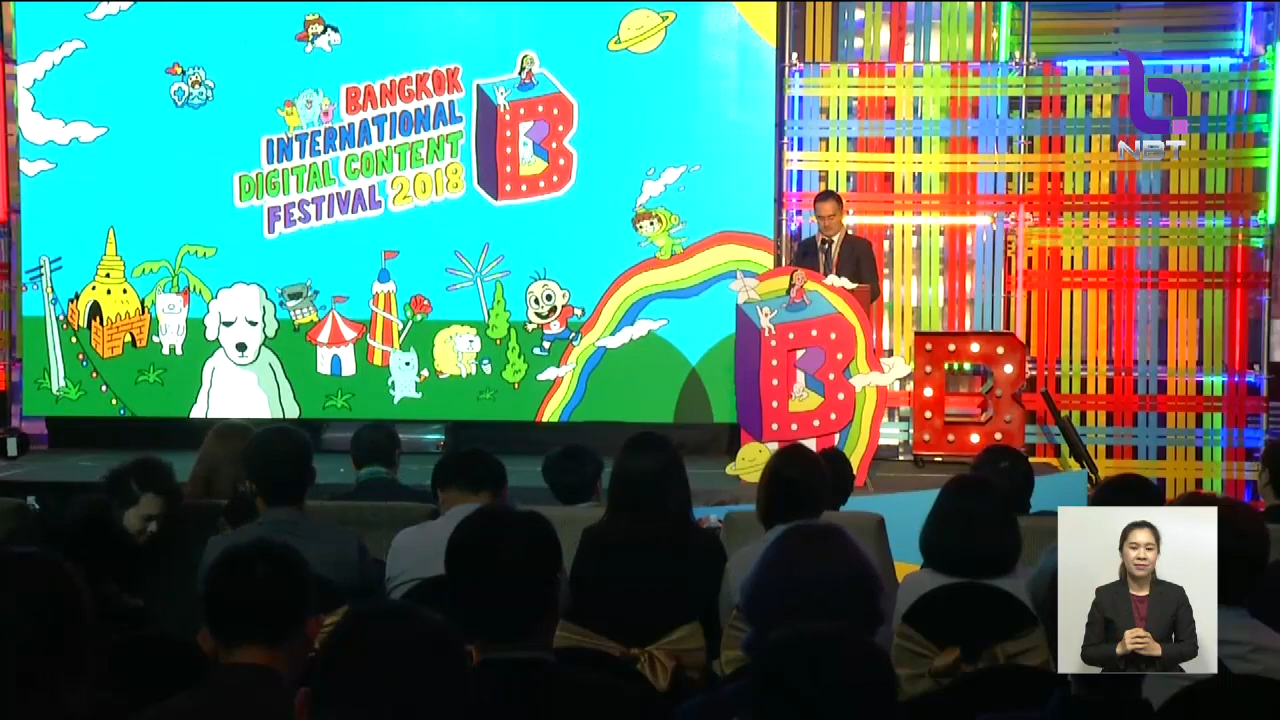 BANGKOK
INTERNATIONAL
DIGITAL CONTENT
FESTIVAL 2018
B
B
B
NBT